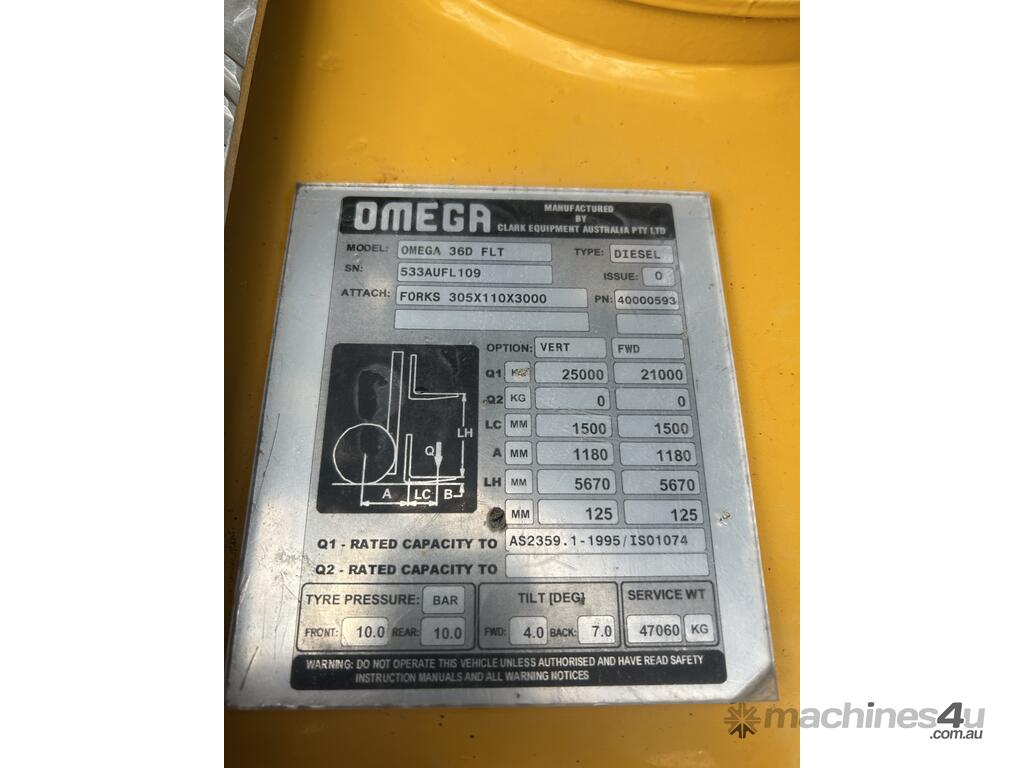 OMEGA MANUFACTURED
BY
CLARK EQUIPMENT AUSTRALIA PTY LTD
MODEL: OMEGA 36D FLT TYPE: DIESEL
SN: 533AUFL109 ISSUE: 0
ATTACH: FORKS 305X110X3000 PN: 40000593
OPTION: VERT FWD
Q1 KG 25000 21000
Q2 KG 0 0
LC MM 1500 1500
A MM 1180 1180
LH MM 5670 5670
MM 125 125
LH
Q
A LC B
Q1 - RATED CAPACITY TO AS2359.1-1995/ISO1074
Q2 - RATED CAPACITY TO
TYRE PRESSURE: BAR TILT [DEG] SERVICE WT
FRONT: 10.0 REAR: 10.0 FWD: 4.0 BACK: 7.0 47060 KG
WARNING: DO NOT OPERATE THIS VEHICLE UNLESS AUTHORISED AND HAVE READ SAFETY
INSTRUCTION MANUALS AND ALL WARNING NOTICES
machines4u
.com.au